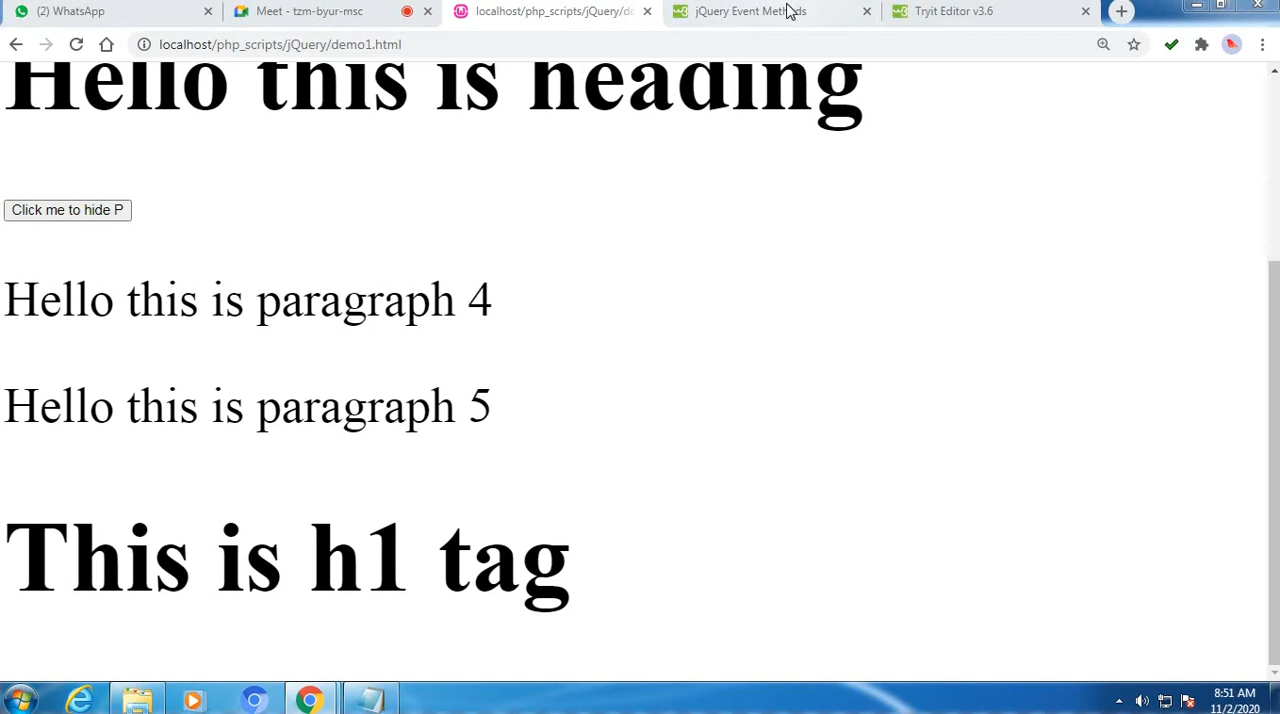 (2) WhatsApp
Meet - tzm-byur-msc
localhost/php_scripts/jQuery/de
jQuery Event Methods
Tryit Editor v3.6
localhost/php_scripts/jQuery/demo1.html
Hello this is heading
Click me to hide P
Hello this is paragraph 4
Hello this is paragraph 5
This is h1 tag
8:51 AM
11/2/2020